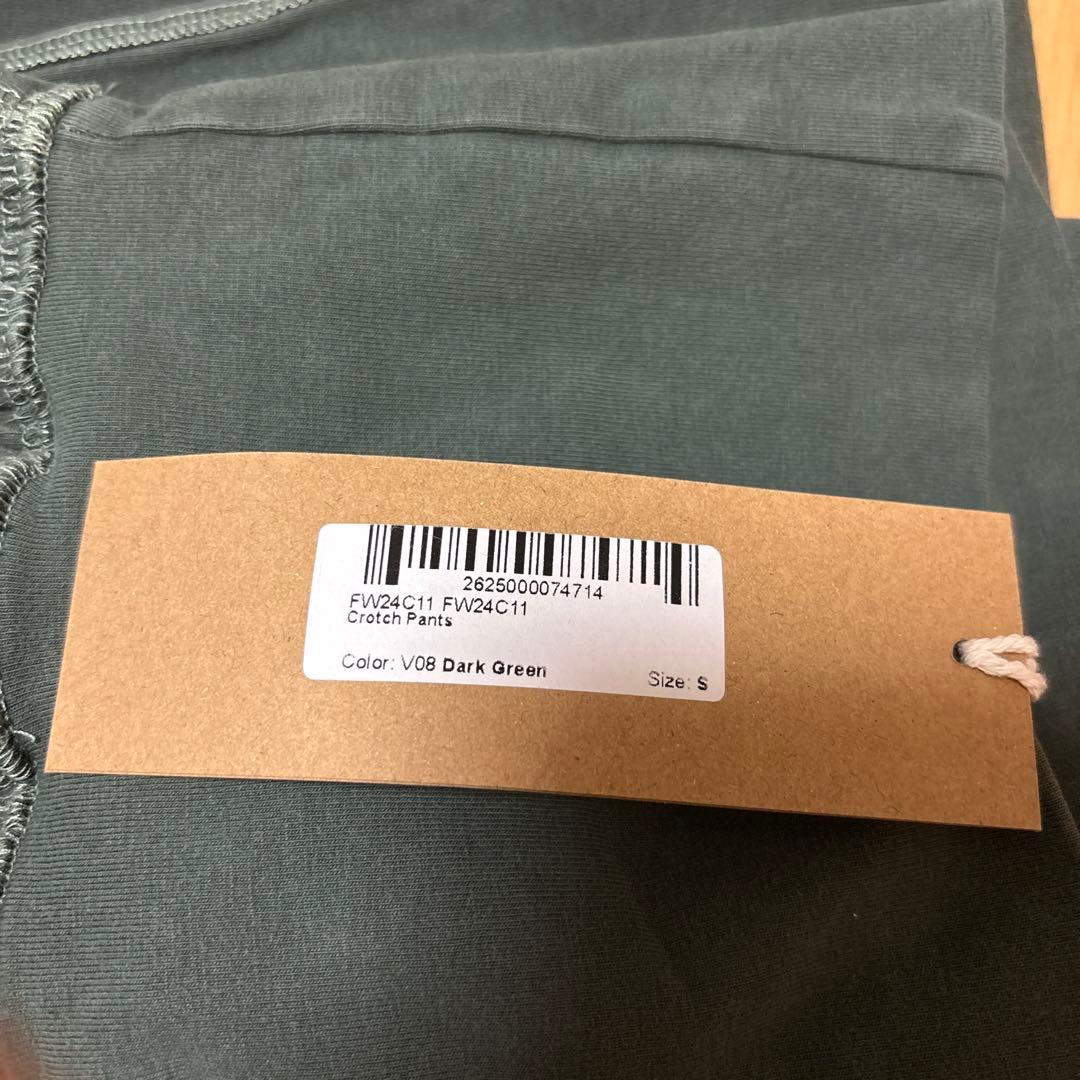 2625000074714
FW24C11 FW24C11
Crotch Pants
Color: V08 Dark Green
Size: S